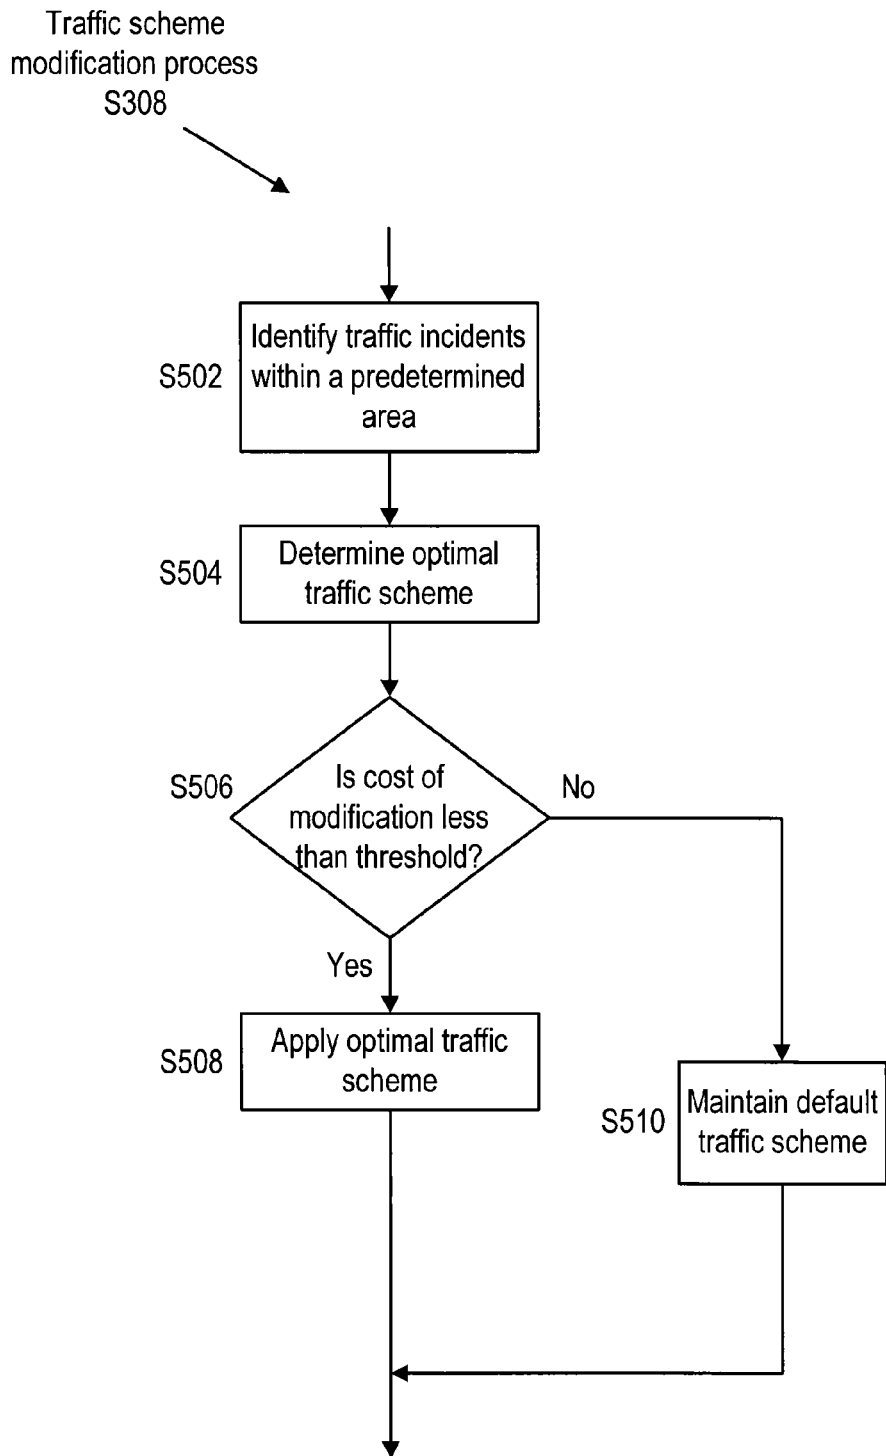 Traffic scheme
modification process
S308
S502
Identify traffic incidents
within a predetermined
area
S504
Determine optimal
traffic scheme
S506
Is cost of
modification less
than threshold?
No
Yes
S508
Apply optimal traffic
scheme
S510
Maintain default
traffic scheme